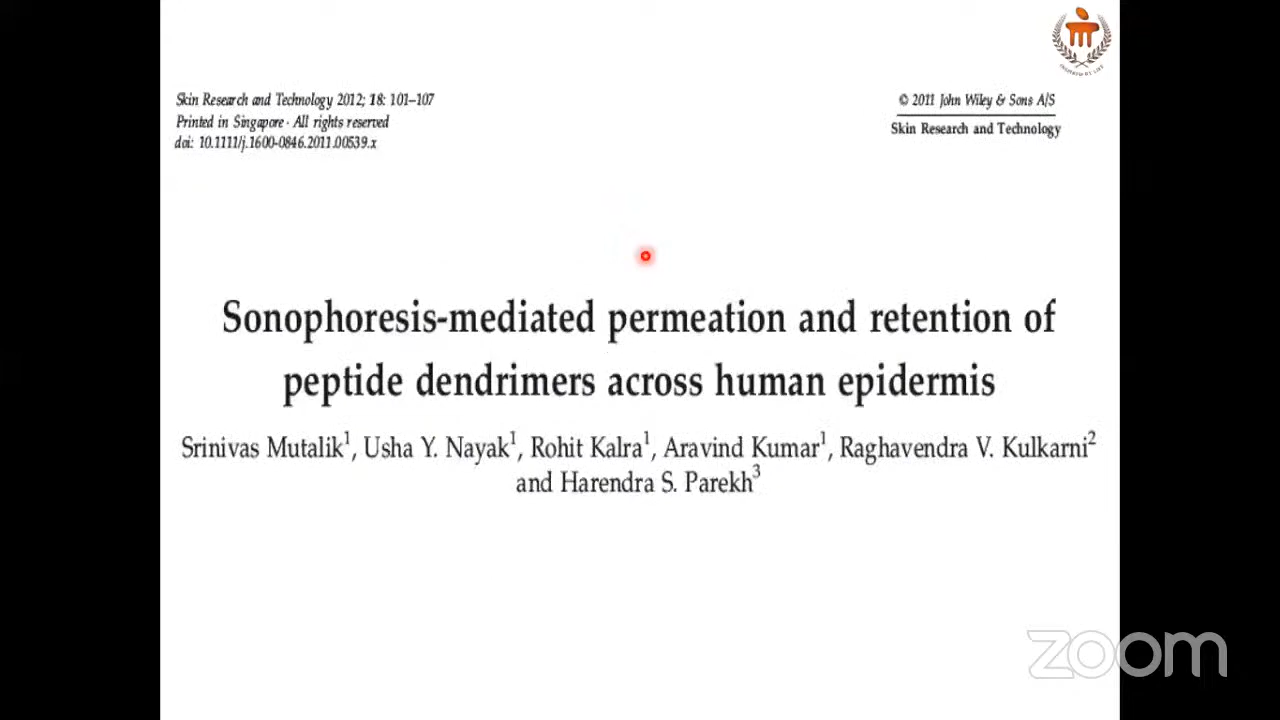 Skin Research and Technology 2012; 18: 101–107
Printed in Singapore · All rights reserved
doi: 10.1111/j.1600-0846.2011.00539.x
© 2011 John Wiley & Sons A/S
Skin Research and Technology
Sonophoresis-mediated permeation and retention of
peptide dendrimers across human epidermis
Srinivas Mutalik1, Usha Y. Nayak1, Rohit Kalra1, Aravind Kumar1, Raghavendra V. Kulkarni2
and Harendra S. Parekh3
zoom